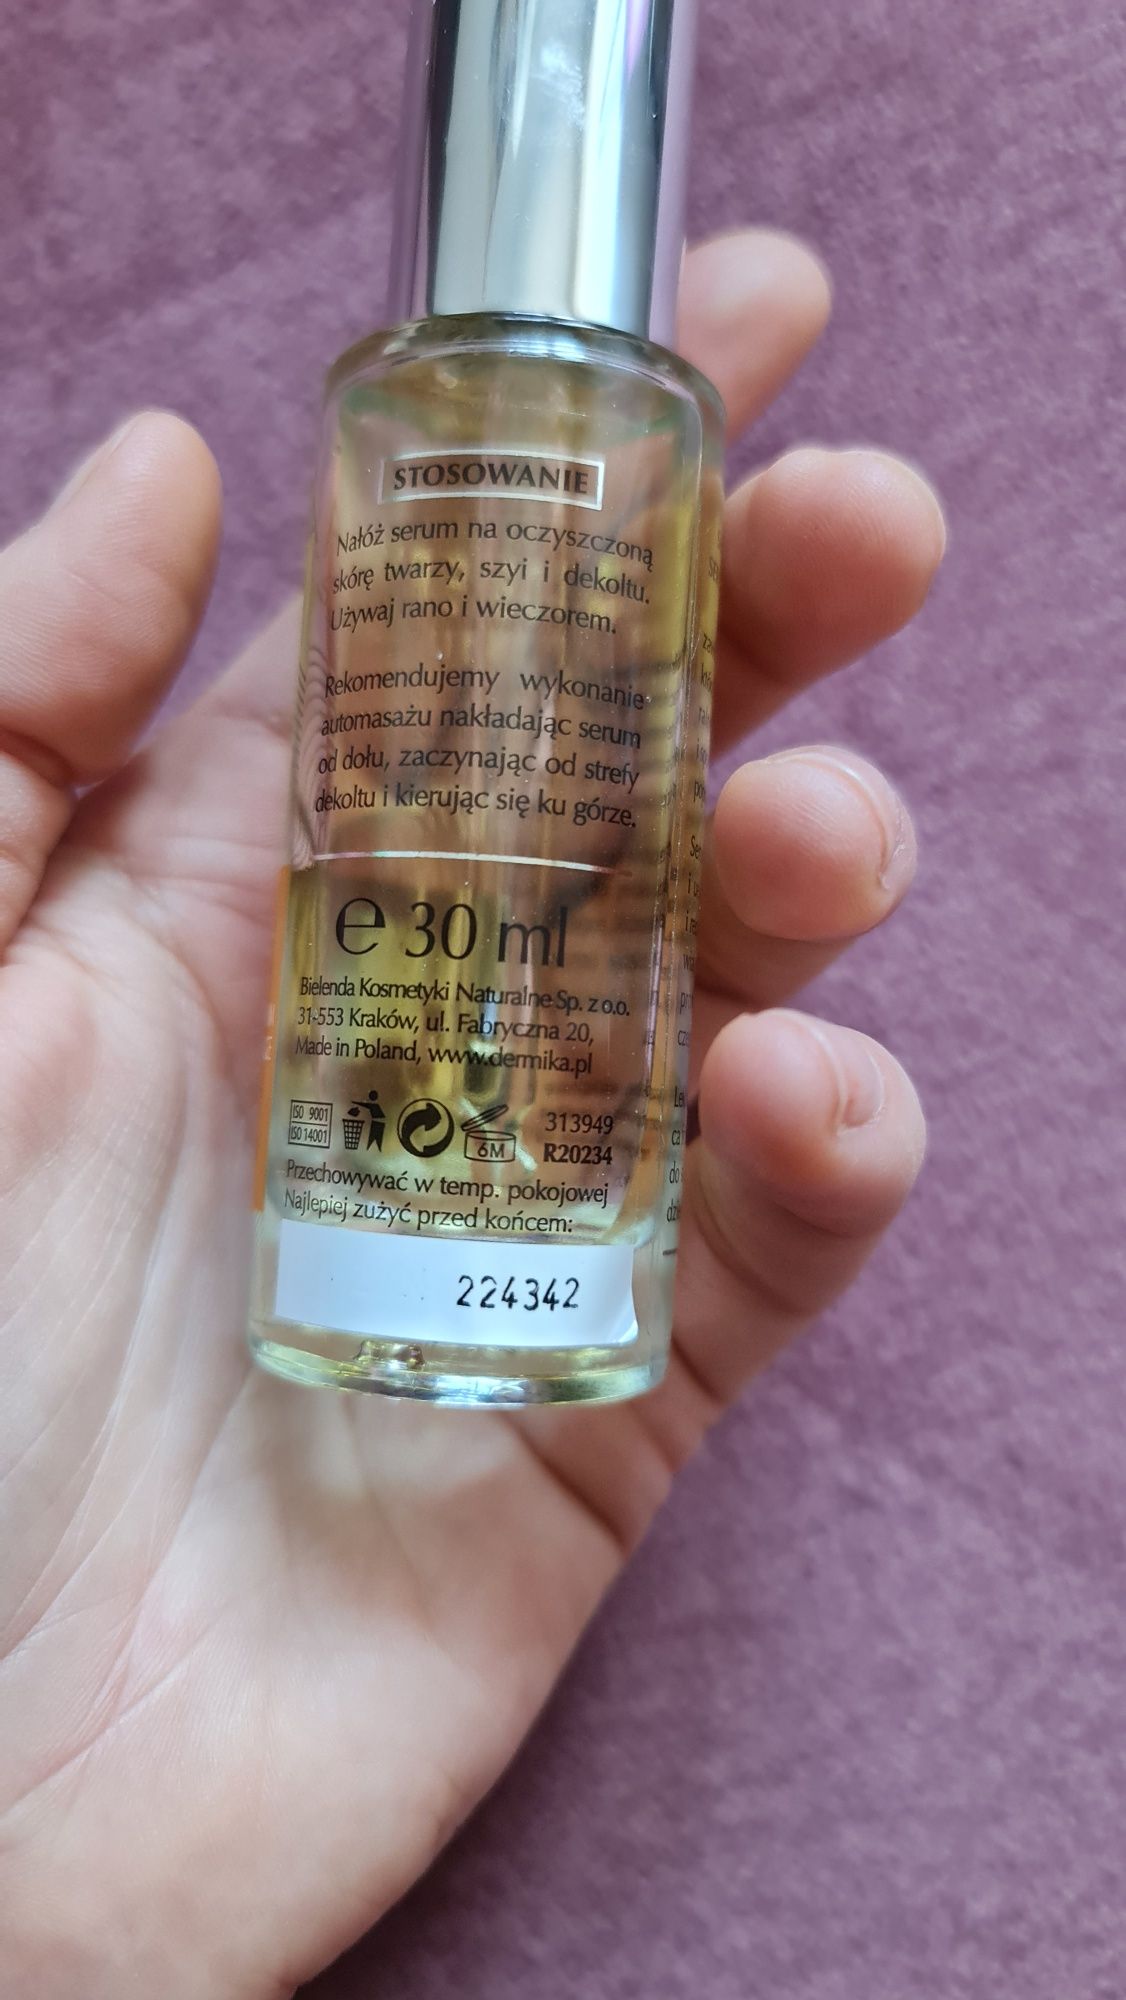 STOSOWANIE
Nałóż serum na oczyszczoną
skórę twarzy, szyi i dekoltu.
Używaj rano i wieczorem.
Rekomendujemy wykonanie
automasażu nakładając serum
od dołu, zaczynając od strefy
dekoltu i kierując się ku górze.
e 30 ml
Bielenda Kosmetyki Naturalne Sp. z o.o.
31-553 Kraków, ul. Fabryczna 20,
Made in Poland, www.dermika.pl
ISO 9001
ISO 14001
6M
313949
R20234
Przechowywać w temp. pokojowej
Najlepiej zużyć przed końcem:
224342